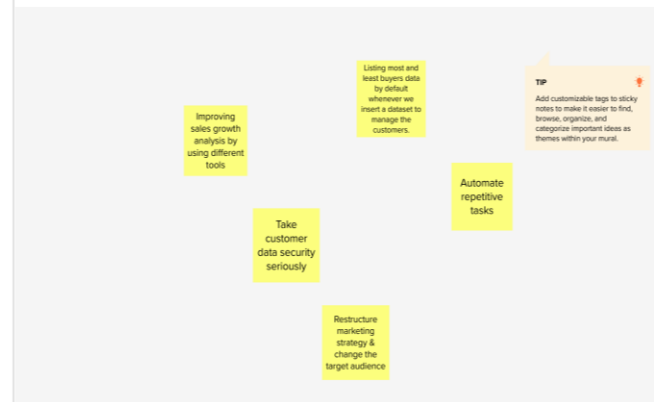 Listing most and
least buyers data
by default
whenever we
insert a dataset to
manage the
customers.
TIP
Add customizable tags to sticky
notes to make it easier to find,
browse, organize, and
categorize important ideas as
themes within your mural.
Improving
sales growth
analysis by
using different
tools
Automate
repetitive
tasks
Take
customer
data security
seriously
Restructure
marketing
strategy &
change the
target audience